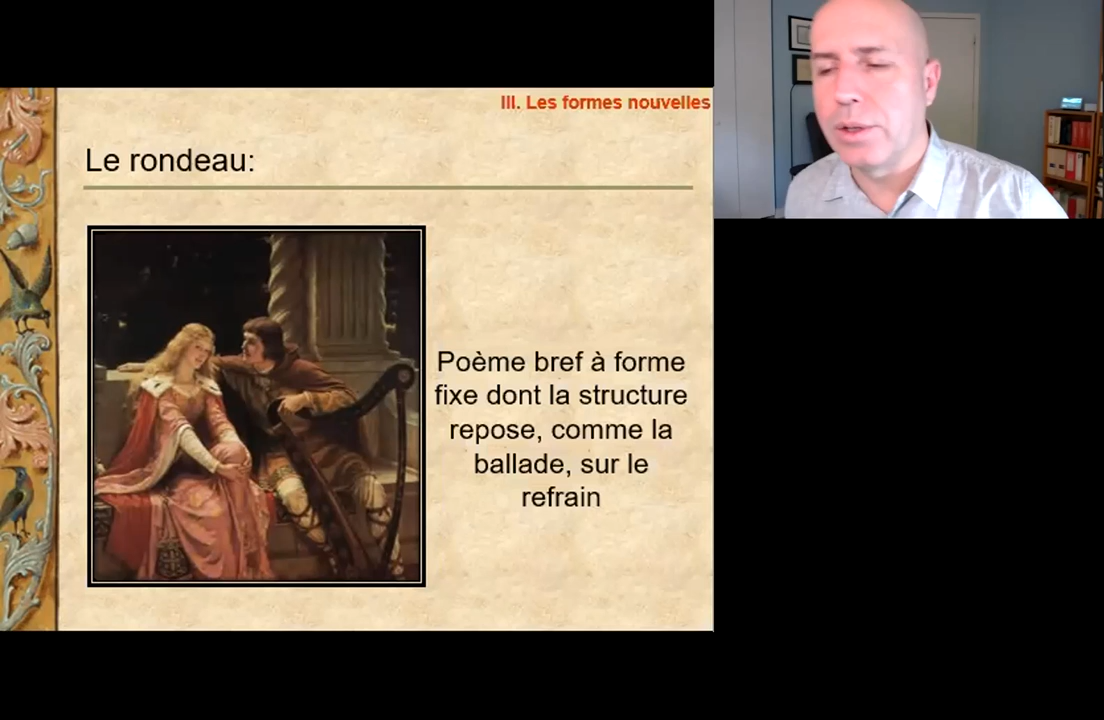 III. Les formes nouvelles
Le rondeau:
Poème bref à forme
fixe dont la structure
repose, comme la
ballade, sur le
refrain